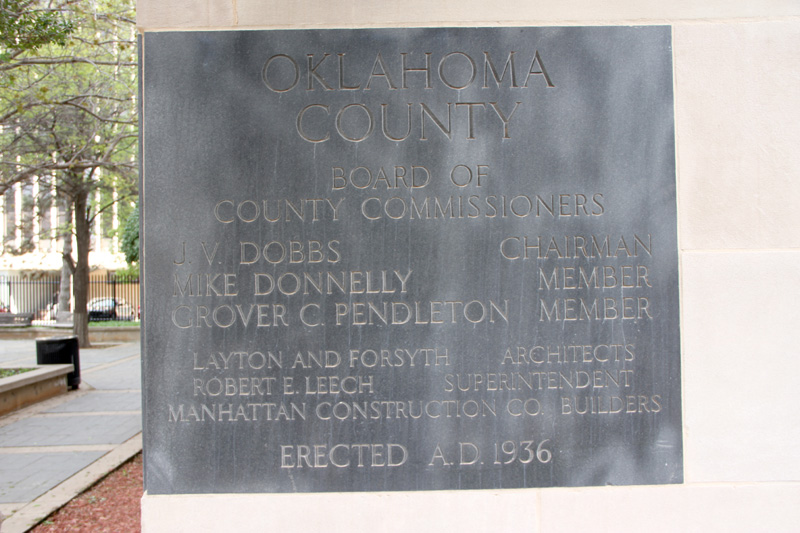 OKLAHOMA
COUNTY
BOARD OF
COUNTY COMMISSIONERS
J. V. DOBBS CHAIRMAN
MIKE DONNELLY MEMBER
GROVER C. PENDLETON MEMBER
LAYTON AND FORSYTH ARCHITECTS
ROBERT E. LEECH SUPERINTENDENT
MANHATTAN CONSTRUCTION CO. BUILDERS
ERECTED A.D. 1936